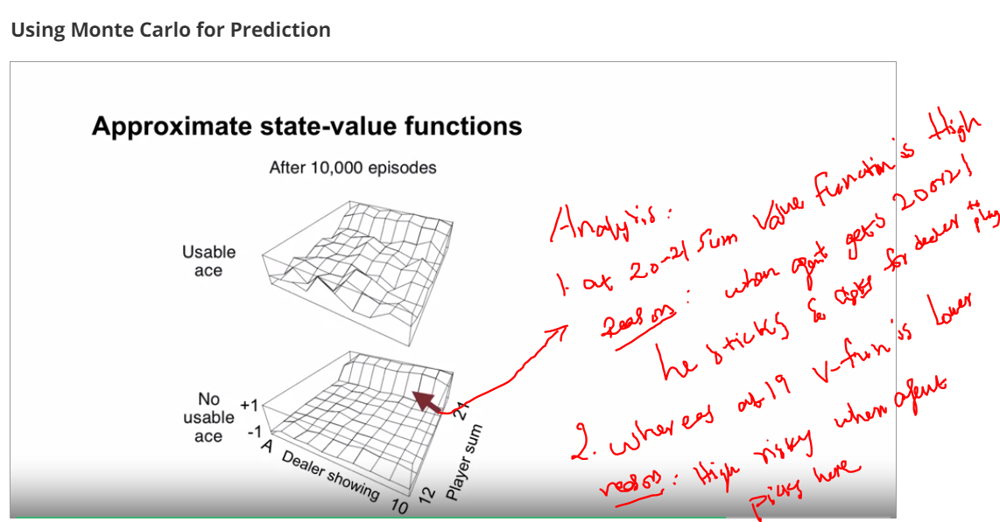 Using Monte Carlo for Prediction
Approximate state-value functions
After 10,000 episodes
Usable
ace
No
usable
ace
+1
-1
A
Dealer showing
10
12
Player sum
21
Analysis:
1. at 20-21 sum Value Function is High
Reason: when agent gets 20 or 21
he sticks & for dealer to play
2. whereas at 19 V-fun is Lower
reason: High risky when agent
picks here